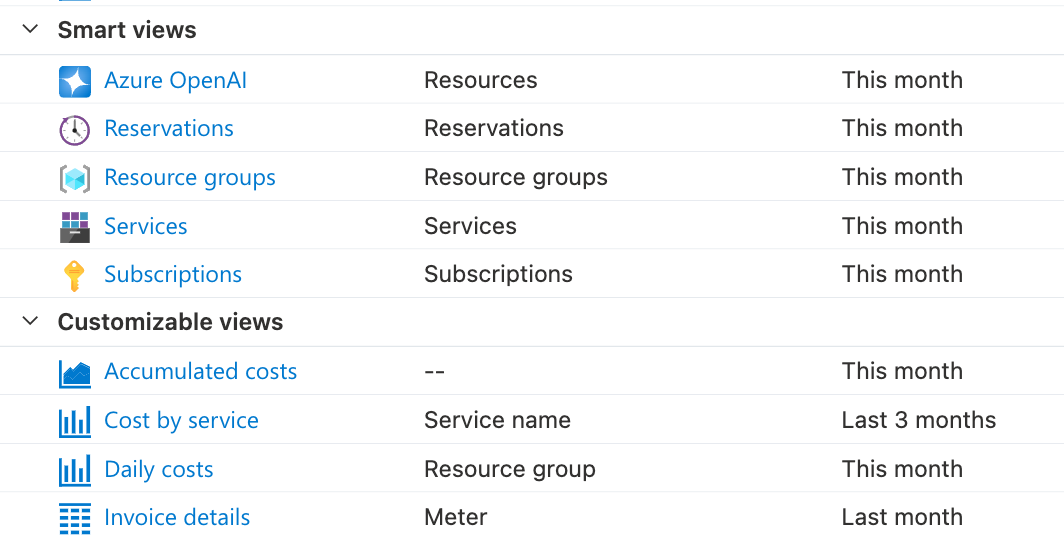 Smart views
Azure OpenAI Resources This month
Reservations Reservations This month
Resource groups Resource groups This month
Services Services This month
Subscriptions Subscriptions This month
Customizable views
Accumulated costs -- This month
Cost by service Service name Last 3 months
Daily costs Resource group This month
Invoice details Meter Last month